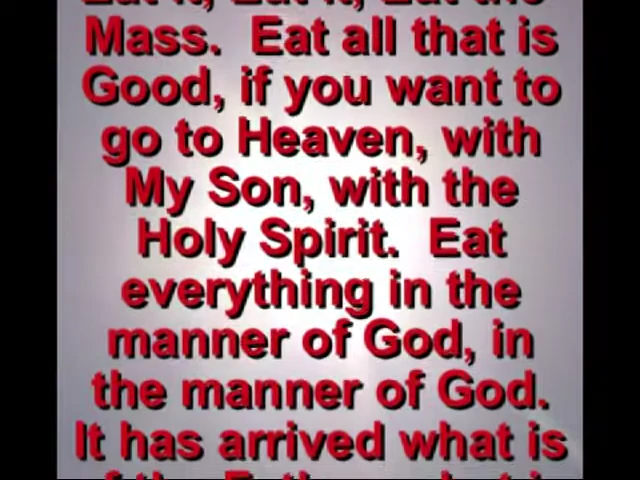 Eat it, Eat it, Eat the
Mass. Eat all that is
Good, if you want to
go to Heaven, with
My Son, with the
Holy Spirit. Eat
everything in the
manner of God, in
the manner of God.
It has arrived what is
of the